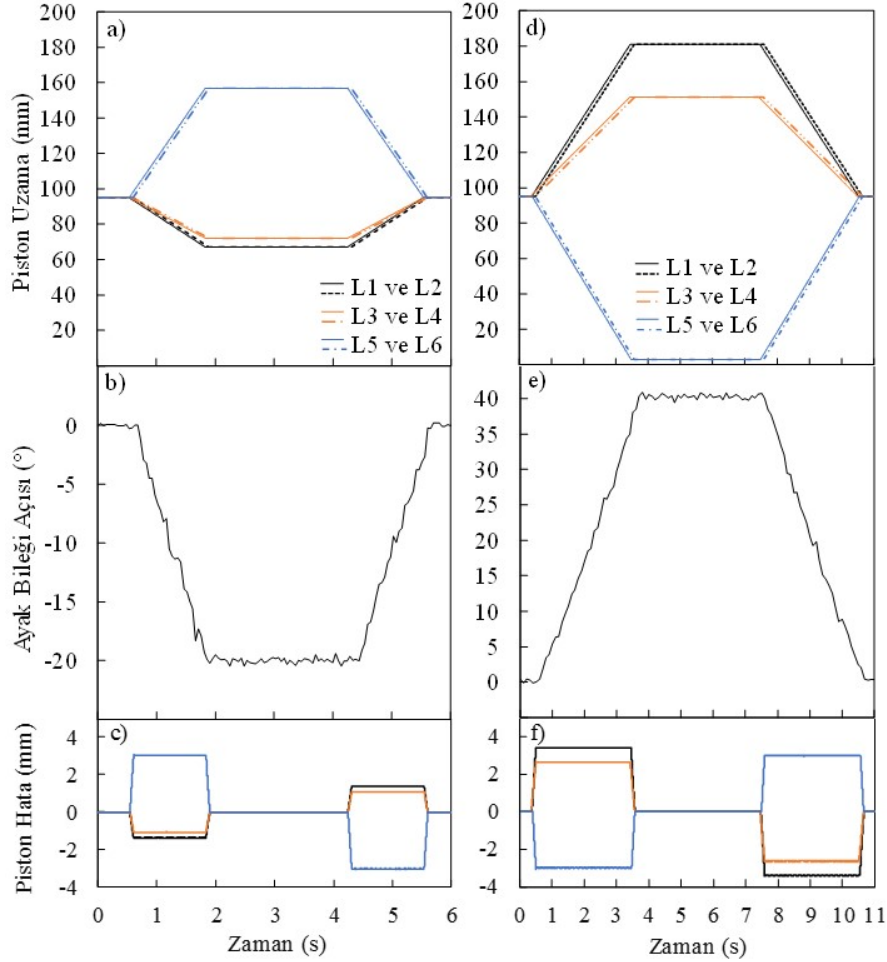 a)
200
180
160
140
120
100
80
60
40
20
Piston Uzama (mm)
L1 ve L2
L3 ve L4
L5 ve L6
d)
200
180
160
140
120
100
80
60
40
20
L1 ve L2
L3 ve L4
L5 ve L6
b)
0
-5
-10
-15
-20
Ayak Bileği Açısı (°)
e)
40
35
30
25
20
15
10
5
0
c)
4
2
0
-2
-4
Piston Hata (mm)
0 1 2 3 4 5 6
Zaman (s)
f)
4
2
0
-2
-4
0 1 2 3 4 5 6 7 8 9 10 11
Zaman (s)